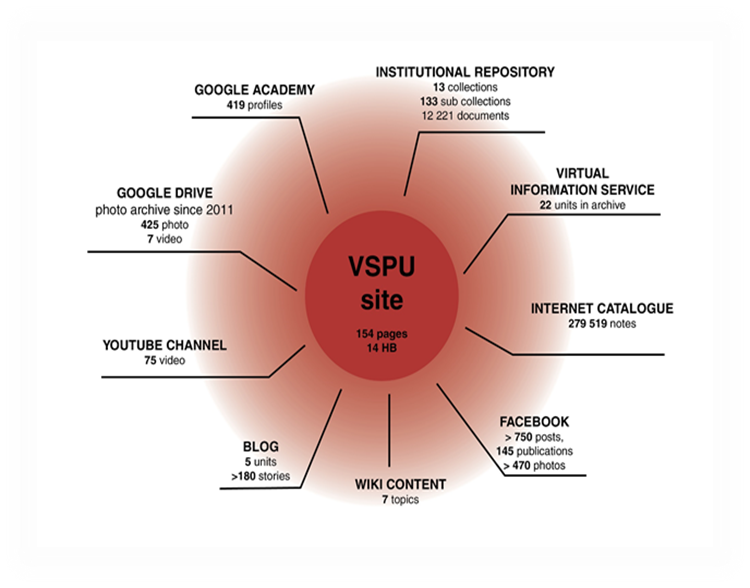 INSTITUTIONAL REPOSITORY
13 collections
133 sub collections
12 221 documents
GOOGLE ACADEMY
419 profiles
VIRTUAL
INFORMATION SERVICE
22 units in archive
GOOGLE DRIVE
photo archive since 2011
425 photo
7 video
VSPU
site
154 pages
14 HB
INTERNET CATALOGUE
279 519 notes
YOUTUBE CHANNEL
75 video
FACEBOOK
> 750 posts,
145 publications
> 470 photos
BLOG
5 units
>180 stories
WIKI CONTENT
7 topics